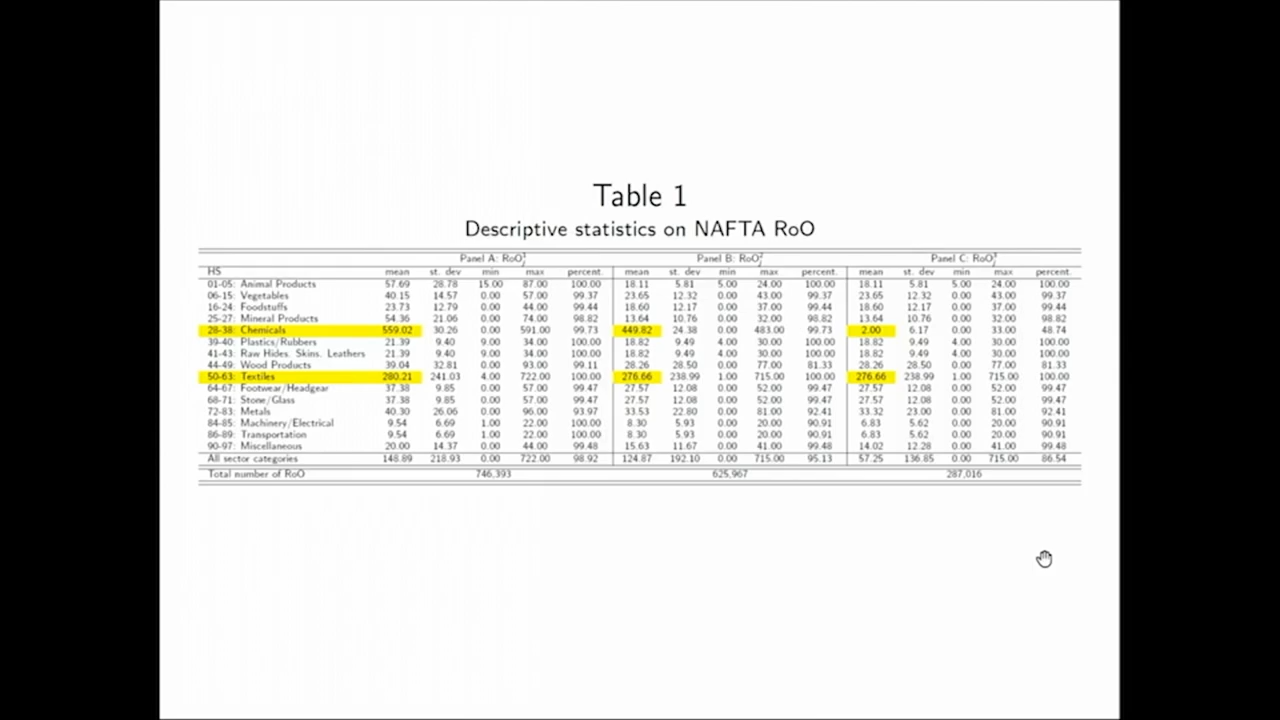 Table 1
Descriptive statistics on NAFTA RoO
Panel A: RoO¹ⱼ Panel B: RoO²ⱼ Panel C: RoO³ⱼ
HS mean st. dev min max percent. mean st. dev min max percent. mean st. dev min max percent.
01-05: Animal Products 57.69 28.78 15.00 87.00 100.00 18.11 5.81 5.00 24.00 100.00 18.11 5.81 5.00 24.00 100.00
06-15: Vegetables 40.15 14.57 0.00 57.00 99.37 23.65 12.32 0.00 43.00 99.37 23.65 12.32 0.00 43.00 99.37
16-24: Foodstuffs 23.73 12.79 0.00 44.00 99.44 18.60 12.17 0.00 37.00 99.44 18.60 12.17 0.00 37.00 99.44
25-27: Mineral Products 54.36 21.06 0.00 74.00 98.82 13.64 10.76 0.00 32.00 98.82 13.64 10.76 0.00 32.00 98.82
28-38: Chemicals 559.02 30.26 0.00 591.00 99.73 449.82 24.38 0.00 483.00 99.73 2.00 6.17 0.00 33.00 48.74
39-40: Plastics/Rubbers 21.39 9.40 9.00 34.00 100.00 18.82 9.49 4.00 30.00 100.00 18.82 9.49 4.00 30.00 100.00
41-43: Raw Hides. Skins. Leathers 21.39 9.40 9.00 34.00 100.00 18.82 9.49 4.00 30.00 100.00 18.82 9.49 4.00 30.00 100.00
44-49: Wood Products 39.04 32.81 0.00 93.00 99.11 28.26 28.50 0.00 77.00 81.33 28.26 28.50 0.00 77.00 81.33
50-63: Textiles 280.21 241.03 4.00 722.00 100.00 276.66 238.99 1.00 715.00 100.00 276.66 238.99 1.00 715.00 100.00
64-67: Footwear/Headgear 37.38 9.85 0.00 57.00 99.47 27.57 12.08 0.00 52.00 99.47 27.57 12.08 0.00 52.00 99.47
68-71: Stone/Glass 37.38 9.85 0.00 57.00 99.47 27.57 12.08 0.00 52.00 99.47 27.57 12.08 0.00 52.00 99.47
72-83: Metals 40.30 26.06 0.00 96.00 93.97 33.53 22.80 0.00 81.00 92.41 33.32 23.00 0.00 81.00 92.41
84-85: Machinery/Electrical 9.54 6.69 1.00 22.00 100.00 8.30 5.93 0.00 20.00 90.91 6.83 5.62 0.00 20.00 90.91
86-89: Transportation 9.54 6.69 1.00 22.00 100.00 8.30 5.93 0.00 20.00 90.91 6.83 5.62 0.00 20.00 90.91
90-97: Miscellaneous 20.00 14.37 0.00 44.00 99.48 15.63 11.67 0.00 41.00 99.48 14.02 12.28 0.00 41.00 99.48
All sector categories 148.89 218.93 0.00 722.00 98.92 124.87 192.10 0.00 715.00 95.13 57.25 136.85 0.00 715.00 86.54
Total number of RoO 746,393 625,967 287,016